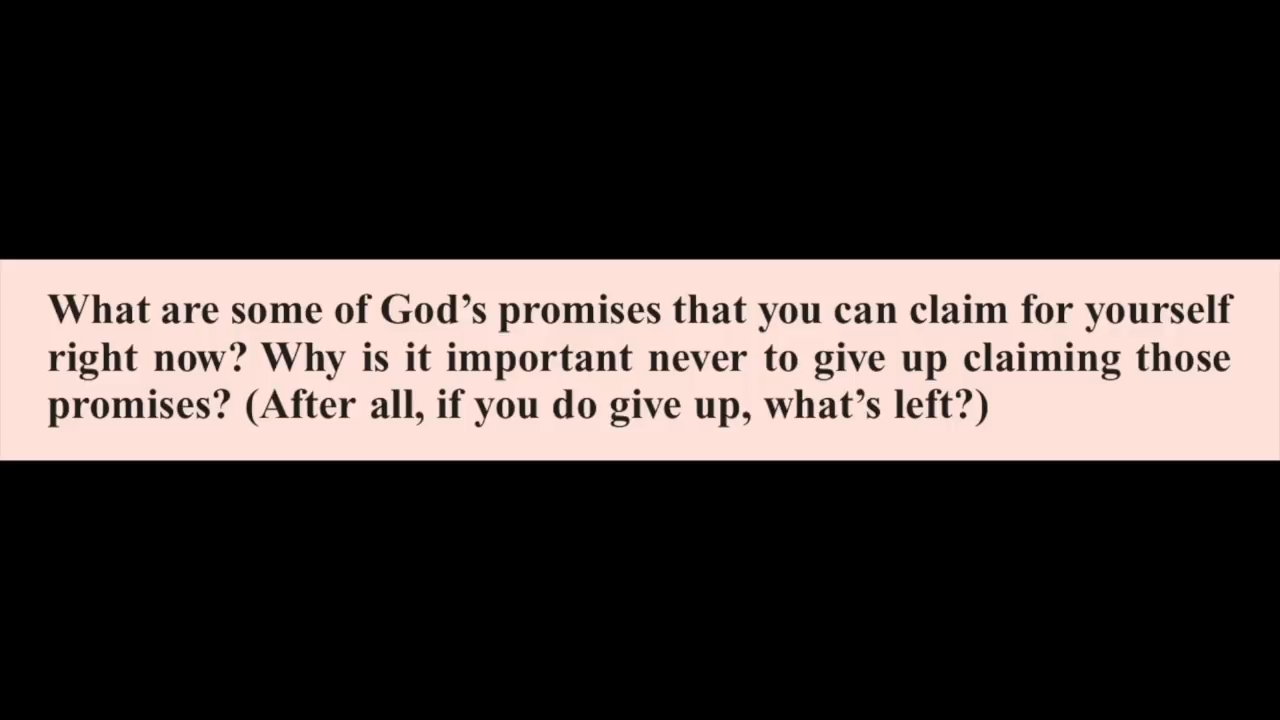 What are some of God’s promises that you can claim for yourself
right now? Why is it important never to give up claiming those
promises? (After all, if you do give up, what’s left?)